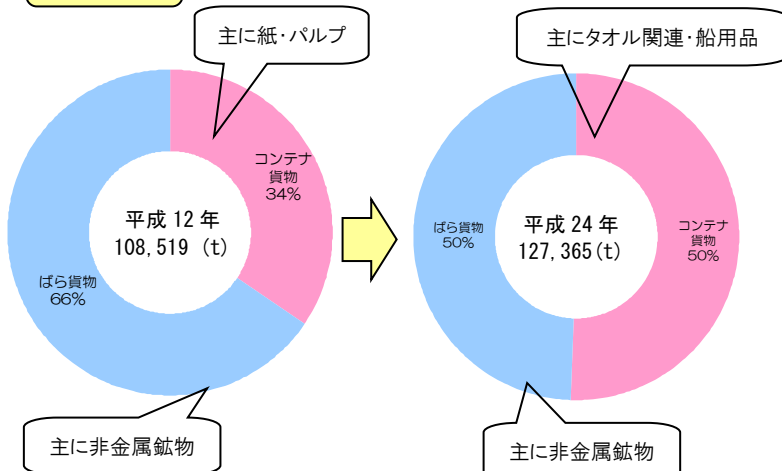 主に紙・パルプ
主にタオル関連・船用品
コンテナ
貨物
34%
平成 12 年
108,519 (t)
ばら貨物
66%
ばら貨物
50%
平成 24 年
127,365(t)
コンテナ
貨物
50%
主に非金属鉱物
主に非金属鉱物